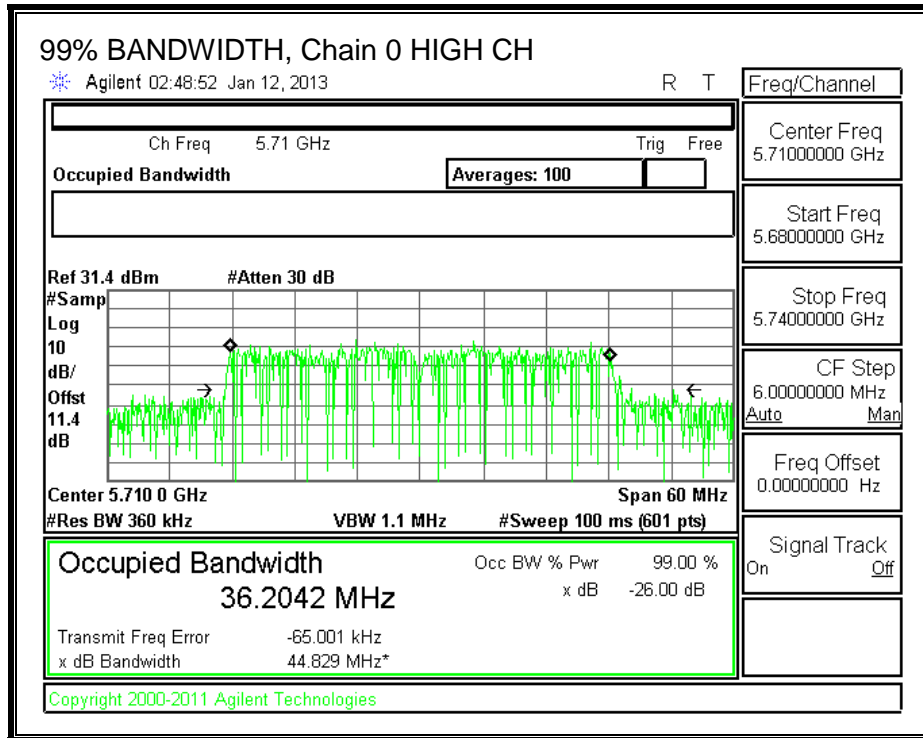 99% BANDWIDTH, Chain 0 HIGH CH
Agilent 02:48:52 Jan 12, 2013 R T
Freq/Channel
Ch Freq 5.71 GHz Trig Free
Occupied Bandwidth Averages: 100
Center Freq
5.71000000 GHz
Start Freq
5.68000000 GHz
Stop Freq
5.74000000 GHz
CF Step
6.00000000 MHz
Auto Man
Freq Offset
0.00000000 Hz
Signal Track
On Off
Ref 31.4 dBm #Atten 30 dB
#Samp
Log
10
dB/
Offst
11.4
dB
Center 5.710 0 GHz Span 60 MHz
#Res BW 360 kHz VBW 1.1 MHz #Sweep 100 ms (601 pts)
Occupied Bandwidth Occ BW % Pwr 99.00 %
36.2042 MHz x dB -26.00 dB
Transmit Freq Error -65.001 kHz
x dB Bandwidth 44.829 MHz*
Copyright 2000-2011 Agilent Technologies